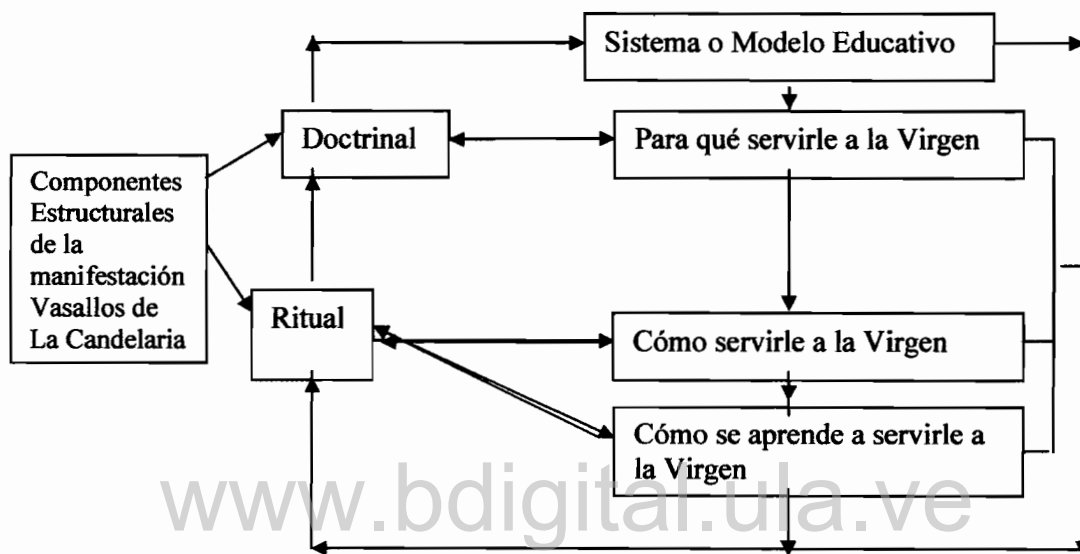 Sistema o Modelo Educativo
Doctrinal
Para qué servirle a la Virgen
Componentes
Estructurales
de la
manifestación
Vasallos de
La Candelaria
Ritual
Cómo servirle a la Virgen
Cómo se aprende a servirle a
la Virgen
www.bdigital.ula.ve